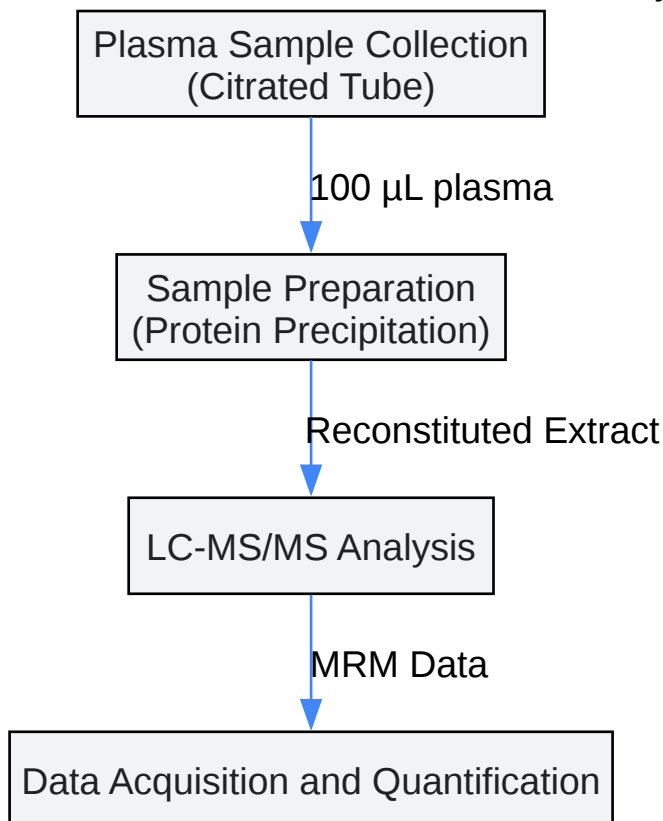 Plasma Sample Collection
(Citrated Tube)
100 µL plasma
Sample Preparation
(Protein Precipitation)
Reconstituted Extract
LC-MS/MS Analysis
MRM Data
Data Acquisition and Quantification